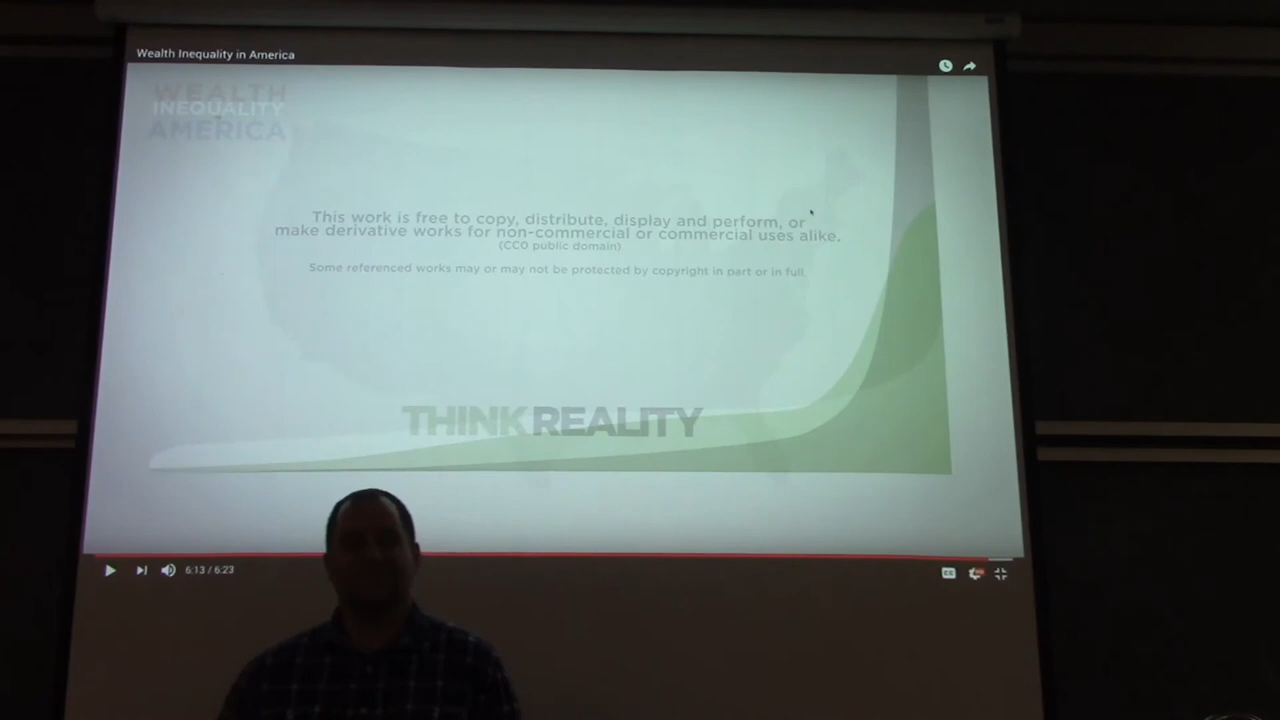 Wealth Inequality in America
WEALTH
INEQUALITY
AMERICA
This work is free to copy, distribute, display and perform, or
make derivative works for non-commercial or commercial uses alike.
(CC0 public domain)
Some referenced works may or may not be protected by copyright in part or in full.
THINKREALITY
6:13 / 6:23
CC